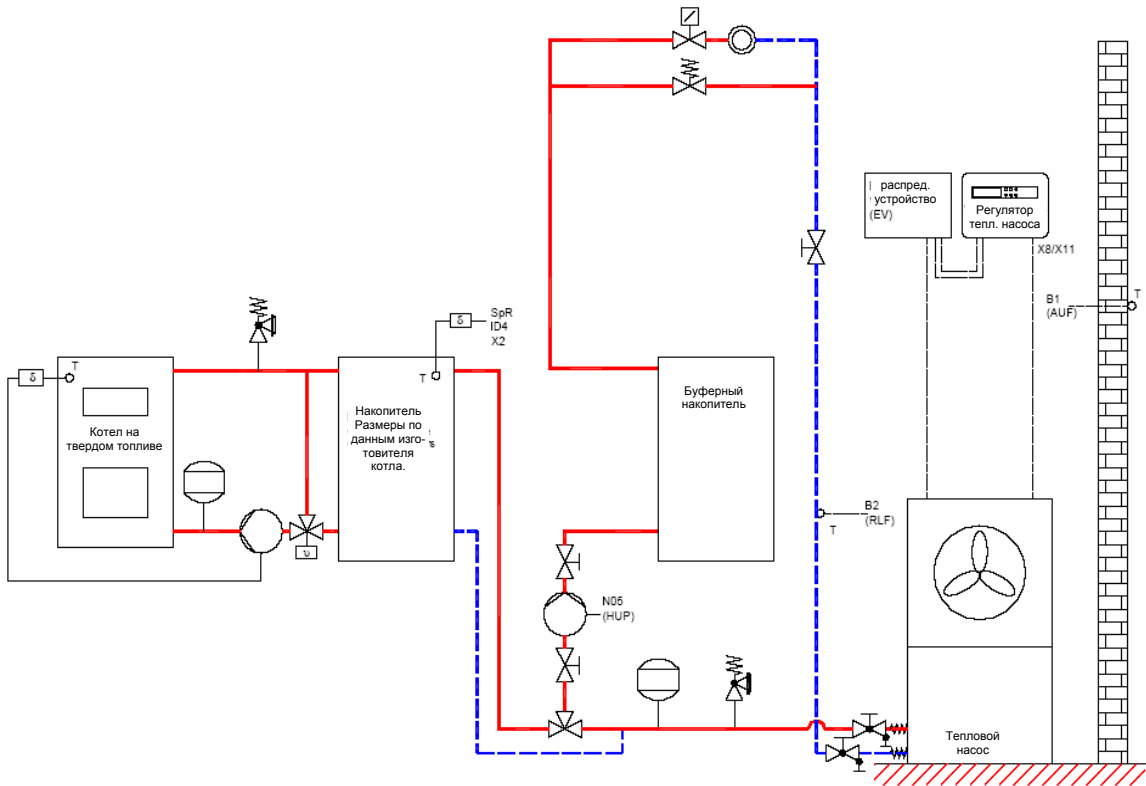 распред.
устройство
(EV)
Регулятор
тепл. насоса
X8/X11
B1
(AUF)
T
SpR
ID4
X2
δ
δ
T
T
Котел на
твердом топливе
Накопитель
Размеры по
данным изго-
товителя
котла.
Буферный
накопитель
B2
(RLF)
T
υ
N05
(HUP)
Тепловой
насос